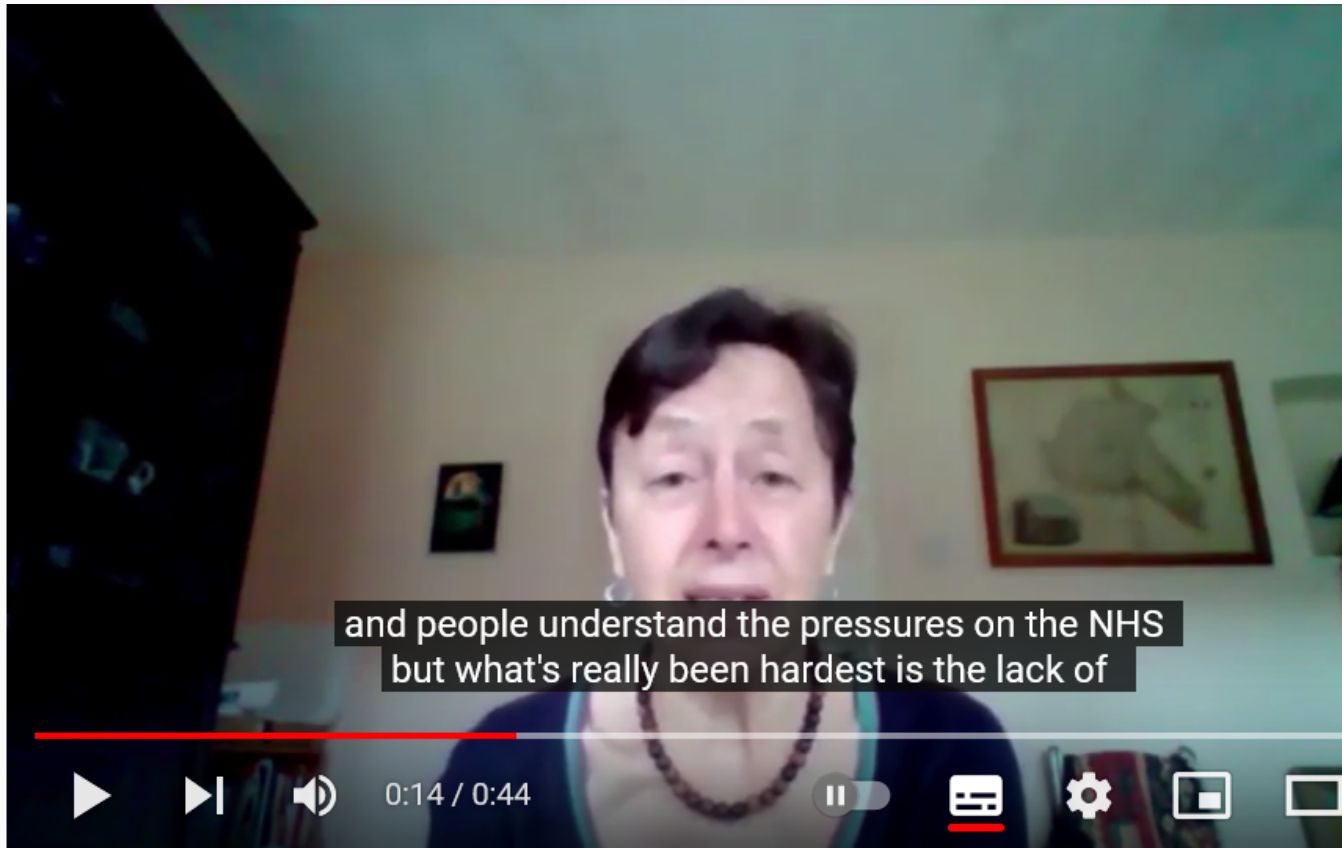 and people understand the pressures on the NHS
but what's really been hardest is the lack of
0:14 / 0:44